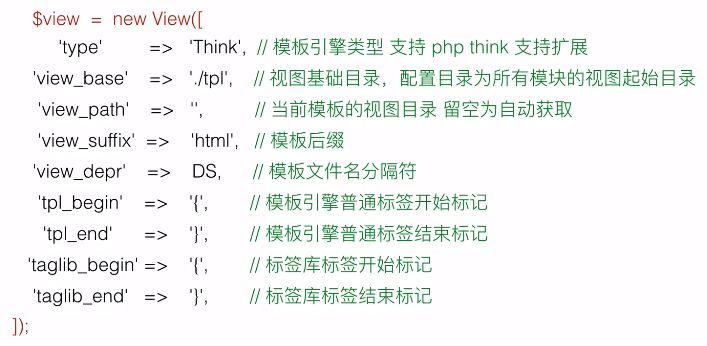 $view = new View([
'type' => 'Think', // 模板引擎类型 支持 php think 支持扩展
'view_base' => './tpl', // 视图基础目录，配置目录为所有模块的视图起始目录
'view_path' => '', // 当前模板的视图目录 留空为自动获取
'view_suffix' => 'html', // 模板后缀
'view_depr' => DS, // 模板文件名分隔符
'tpl_begin' => '{', // 模板引擎普通标签开始标记
'tpl_end' => '}', // 模板引擎普通标签结束标记
'taglib_begin' => '{', // 标签库标签开始标记
'taglib_end' => '}', // 标签库标签结束标记
]);